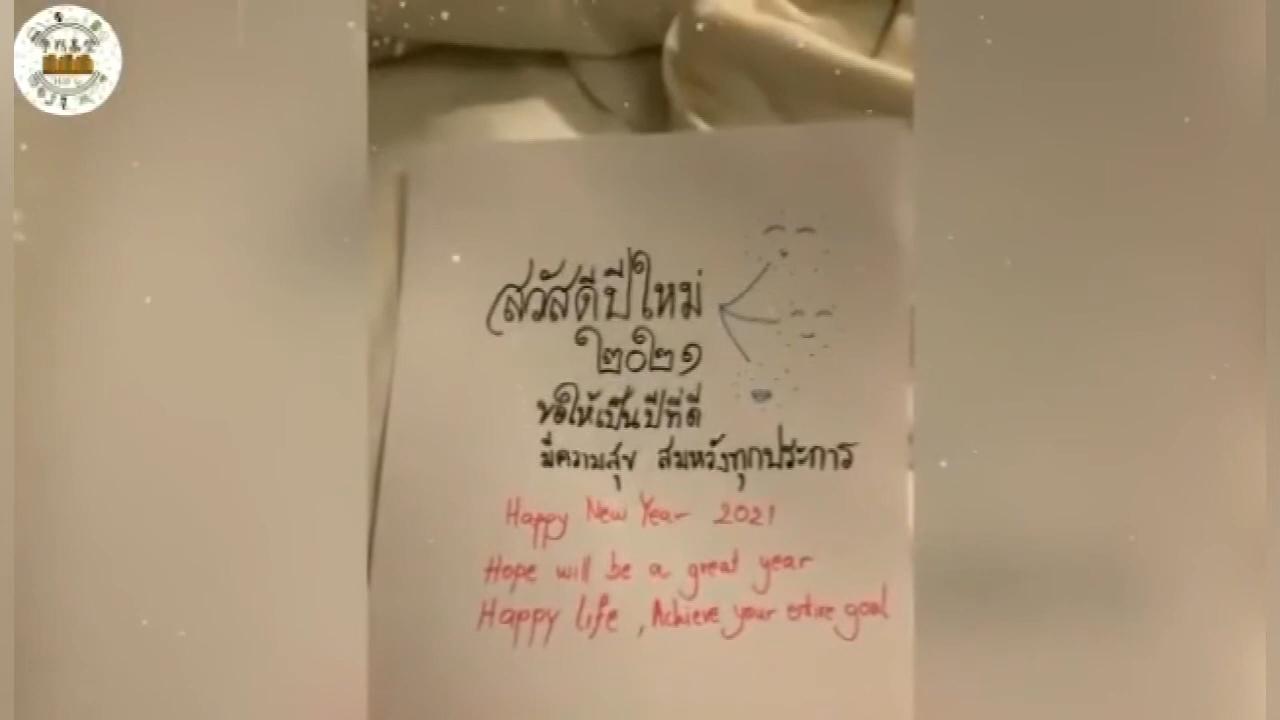 สวัสดีปีใหม่
๒๐๒๑
ขอให้เป็นปีที่ดี
มีความสุข สมหวังทุกประการ
Happy New Year 2021
Hope will be a great year
Happy life, Achieve your entire goal